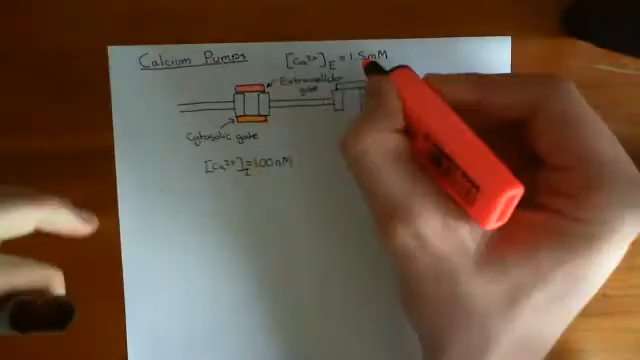 Calcium Pumps
[Ca²⁺]E = 1.5mM
Extracellular
gate
Cytosolic gate
[Ca²⁺]I = 100nM